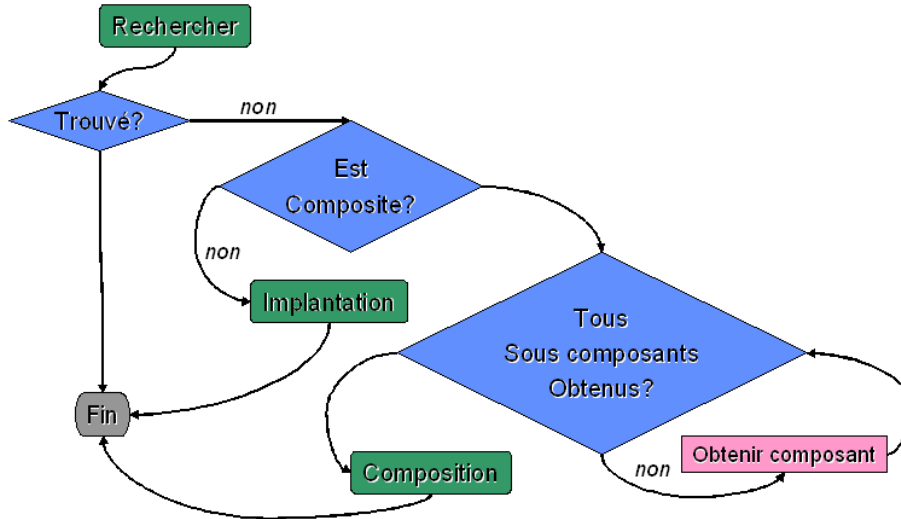 Rechercher
Trouvé?
non
Est
Composite?
non
Implantation
Tous
Sous composants
Obtenus?
Fin
Composition
non
Obtenir composant